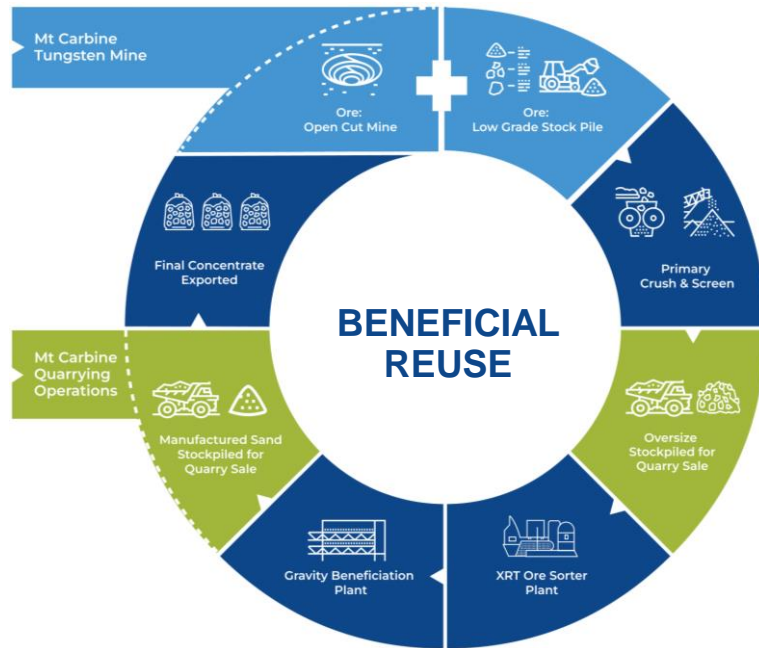 Mt Carbine
Tungsten Mine
Ore:
Open Cut Mine
Ore:
Low Grade Stock Pile
Primary
Crush & Screen
Oversize
Stockpiled for
Quarry Sale
XRT Ore Sorter
Plant
Gravity Beneficiation
Plant
Manufactured Sand
Stockpiled for
Quarry Sale
Mt Carbine
Quarrying
Operations
Final Concentrate
Exported
BENEFICIAL
REUSE